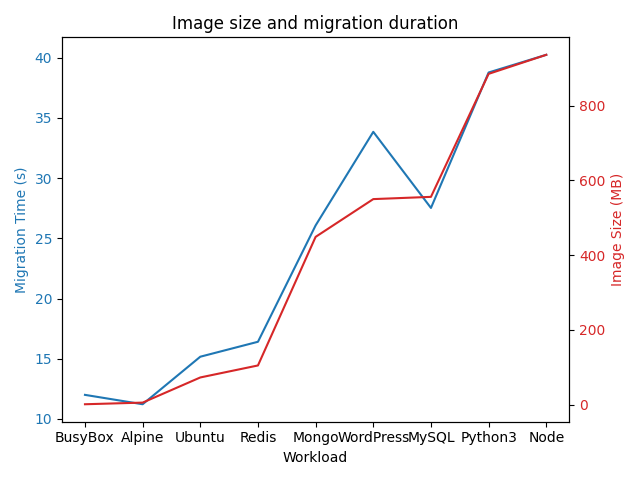 Image size and migration duration
Migration Time (s)
40
35
30
25
20
15
10
800
600
400
200
0
Image Size (MB)
BusyBox Alpine Ubuntu Redis Mongo WordPress MySQL Python3 Node
Workload